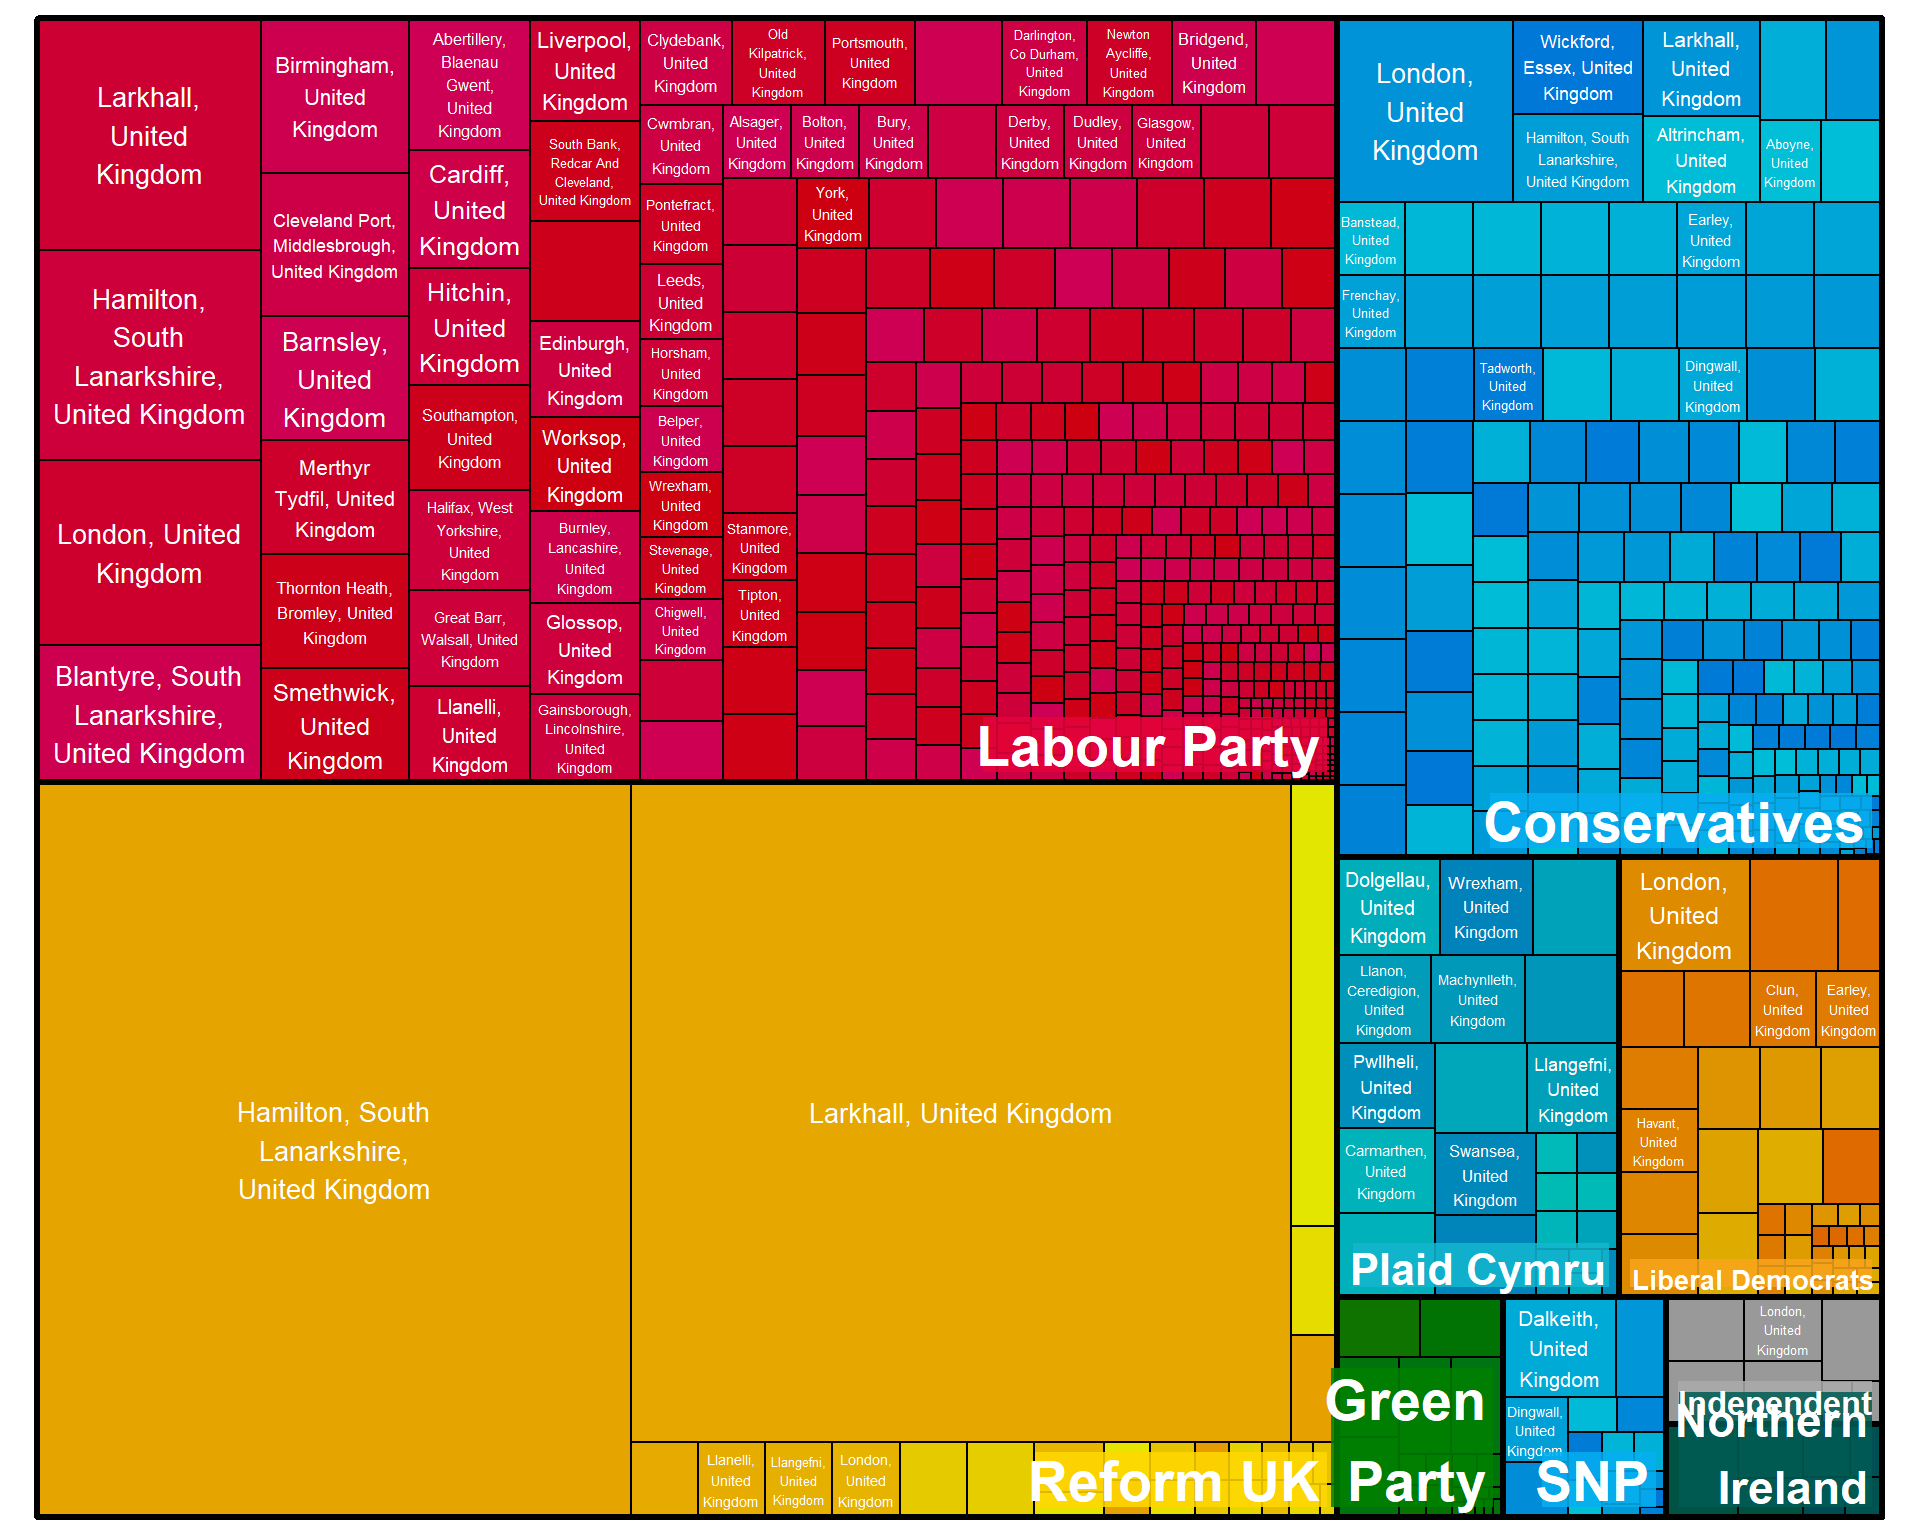 Larkhall,
United
Kingdom
Hamilton,
South
Lanarkshire,
United Kingdom
London, United
Kingdom
Blantyre, South
Lanarkshire,
United Kingdom
Birmingham,
United
Kingdom
Cleveland Port,
Middlesbrough,
United Kingdom
Barnsley,
United
Kingdom
Merthyr
Tydfil, United
Kingdom
Thornton Heath,
Bromley, United
Kingdom
Smethwick,
United
Kingdom
Abertillery,
Blaenau
Gwent,
United
Kingdom
Cardiff,
United
Kingdom
Hitchin,
United
Kingdom
Southampton,
United
Kingdom
Halifax, West
Yorkshire,
United
Kingdom
Great Barr,
Walsall, United
Kingdom
Llanelli,
United
Kingdom
Liverpool,
United
Kingdom
South Bank,
Redcar And
Cleveland,
United Kingdom
Edinburgh,
United
Kingdom
Worksop,
United
Kingdom
Burnley,
Lancashire,
United
Kingdom
Glossop,
United
Kingdom
Gainsborough,
Lincolnshire,
United
Kingdom
Clydebank,
United
Kingdom
Cwmbran,
United
Kingdom
Pontefract,
United
Kingdom
Leeds,
United
Kingdom
Horsham,
United
Kingdom
Belper,
United
Kingdom
Wrexham,
United
Kingdom
Stevenage,
United
Kingdom
Chigwell,
United
Kingdom
Old
Kilpatrick,
United
Kingdom
Portsmouth,
United
Kingdom
Darlington,
Co Durham,
United
Kingdom
Newton
Aycliffe,
United
Kingdom
Bridgend,
United
Kingdom
Alsager,
United
Kingdom
Bolton,
United
Kingdom
Bury,
United
Kingdom
Derby,
United
Kingdom
Dudley,
United
Kingdom
Glasgow,
United
Kingdom
York,
United
Kingdom
Stanmore,
United
Kingdom
Tipton,
United
Kingdom
Labour Party
London,
United
Kingdom
Wickford,
Essex, United
Kingdom
Hamilton, South
Lanarkshire,
United Kingdom
Larkhall,
United
Kingdom
Altrincham,
United
Kingdom
Aboyne,
United
Kingdom
Banstead,
United
Kingdom
Earley,
United
Kingdom
Frenchay,
United
Kingdom
Tadworth,
United
Kingdom
Dingwall,
United
Kingdom
Conservatives
Hamilton, South
Lanarkshire,
United Kingdom
Larkhall, United Kingdom
Llanelli,
United
Kingdom
Llangefni,
United
Kingdom
London,
United
Kingdom
Reform UK
Dolgellau,
United
Kingdom
Wrexham,
United
Kingdom
Llanon,
Ceredigion,
United
Kingdom
Machynlleth,
United
Kingdom
Pwllheli,
United
Kingdom
Llangefni,
United
Kingdom
Carmarthen,
United
Kingdom
Swansea,
United
Kingdom
Plaid Cymru
London,
United
Kingdom
Clun,
United
Kingdom
Earley,
United
Kingdom
Havant,
United
Kingdom
Liberal Democrats
Green
Party
Dalkeith,
United
Kingdom
Dingwall,
United
Kingdom
SNP
London,
United
Kingdom
Independent
Northern
Ireland